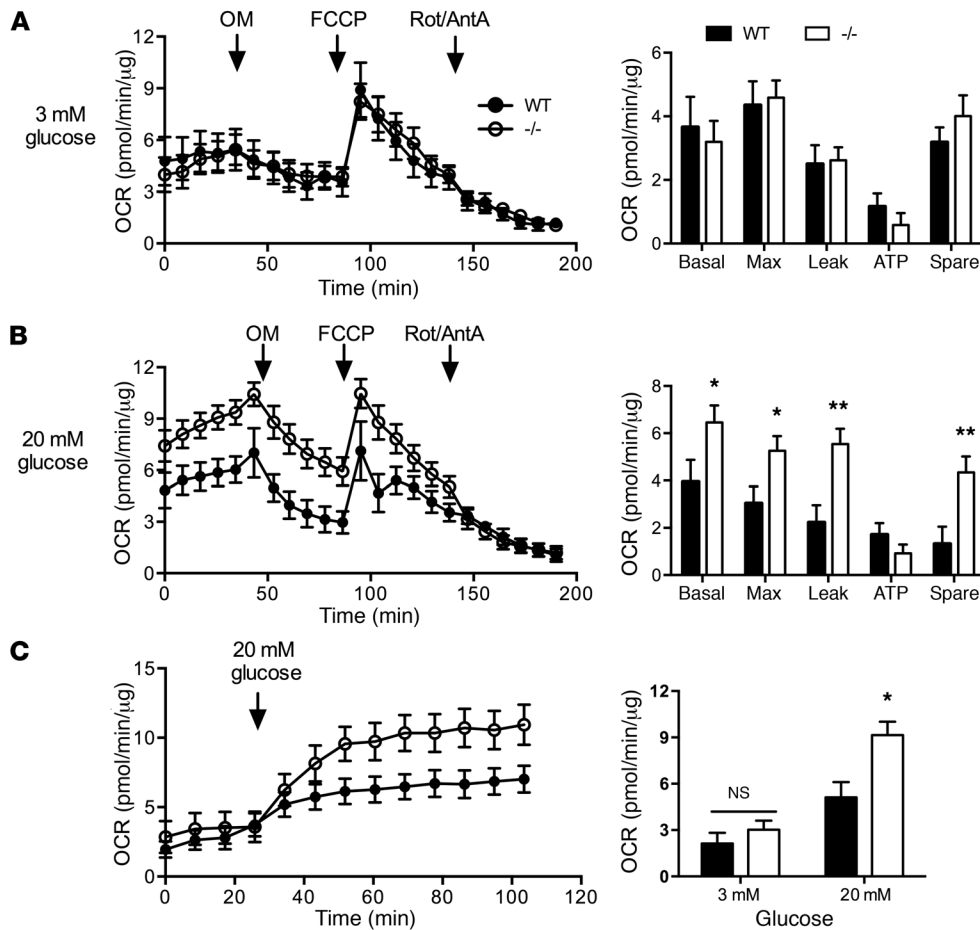 A
OM
FCCP
Rot/AntA
3 mM
glucose
OCR (pmol/min/μg)
12
9
6
3
0
WT
-/-
0
50
100
150
200
Time (min)
WT
-/-
OCR (pmol/min/μg)
6
4
2
0
Basal
Max
Leak
ATP
Spare
B
OM
FCCP
Rot/AntA
20 mM
glucose
OCR (pmol/min/μg)
12
9
6
3
0
0
50
100
150
200
Time (min)
OCR (pmol/min/μg)
8
6
4
2
0
*
*
**
**
Basal
Max
Leak
ATP
Spare
C
20 mM
glucose
OCR (pmol/min/μg)
15
10
5
0
0
20
40
60
80
100
120
Time (min)
OCR (pmol/min/μg)
12
9
6
3
0
NS
*
3 mM
20 mM
Glucose